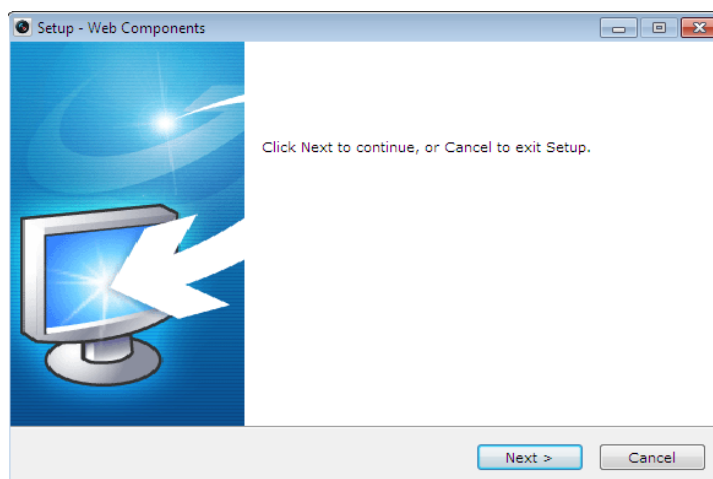 Setup - Web Components
Click Next to continue, or Cancel to exit Setup.
Next >
Cancel